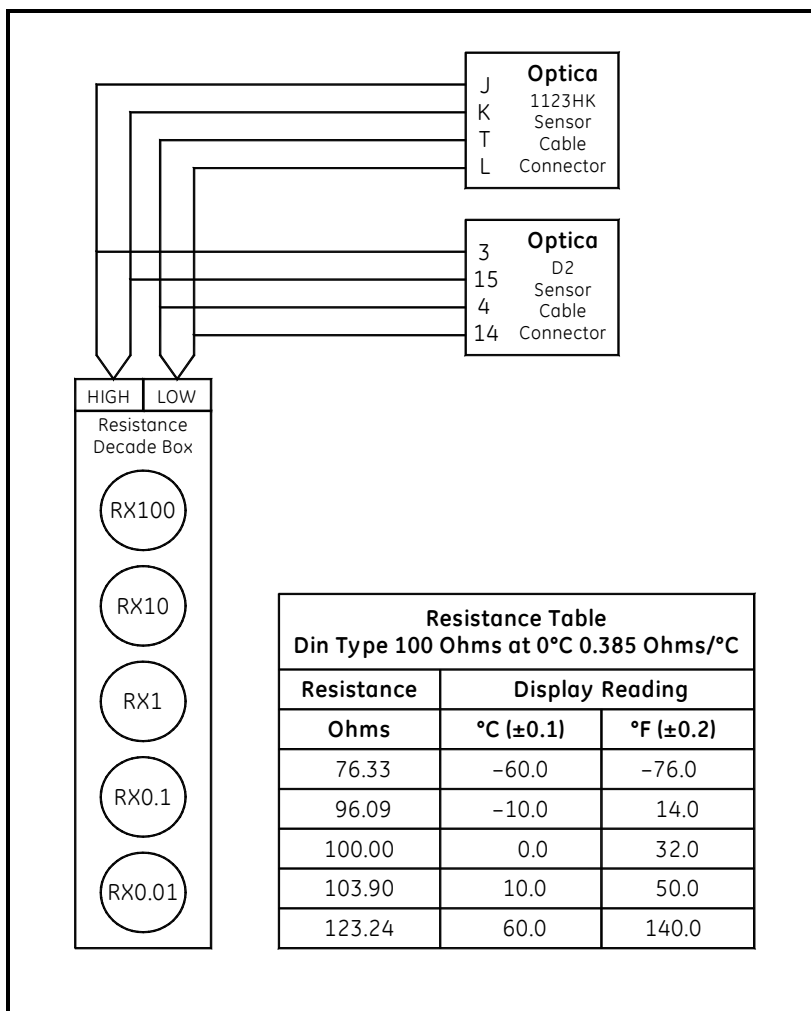 J
K
T
L
Optica
1123HK
Sensor
Cable
Connector
3
15
4
14
Optica
D2
Sensor
Cable
Connector
HIGH LOW
Resistance
Decade Box
RX100
RX10
RX1
RX0.1
RX0.01
Resistance Table
Din Type 100 Ohms at 0°C 0.385 Ohms/°C
Resistance Display Reading
Ohms °C (±0.1) °F (±0.2)
76.33 –60.0 –76.0
96.09 –10.0 14.0
100.00 0.0 32.0
103.90 10.0 50.0
123.24 60.0 140.0